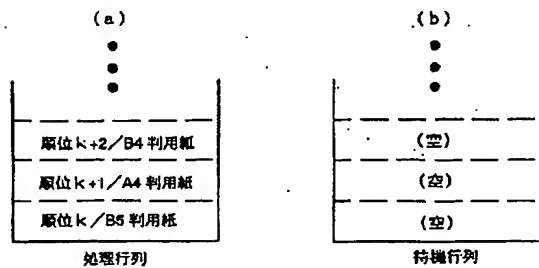 (a)
(b)
順位k+2/B4判用紙
(空)
順位k+1/A4判用紙
(空)
順位k/B5判用紙
(空)
処理行列
待機行列